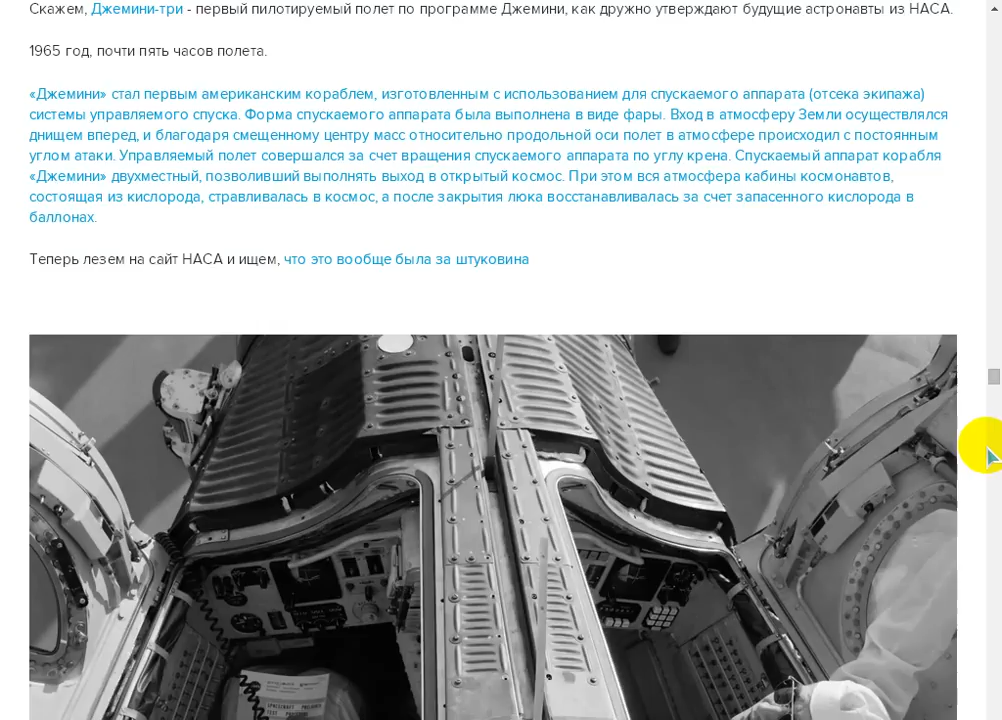 Скажем, Джемини-три - первый пилотируемый полет по программе Джемини, как дружно утверждают будущие астронавты из НАСА.
1965 год, почти пять часов полета.
«Джемини» стал первым американским кораблем, изготовленным с использованием для спускаемого аппарата (отсека экипажа)
системы управляемого спуска. Форма спускаемого аппарата была выполнена в виде фары. Вход в атмосферу Земли осуществлялся
днищем вперед, и благодаря смещенному центру масс относительно продольной оси полет в атмосфере происходил с постоянным
углом атаки. Управляемый полет совершался за счет вращения спускаемого аппарата по углу крена. Спускаемый аппарат корабля
«Джемини» двухместный, позволивший выполнять выход в открытый космос. При этом вся атмосфера кабины космонавтов,
состоящая из кислорода, стравливалась в космос, а после закрытия люка восстанавливалась за счет запасенного кислорода в
баллонах.
Теперь лезем на сайт НАСА и ищем, что это вообще была за штуковина